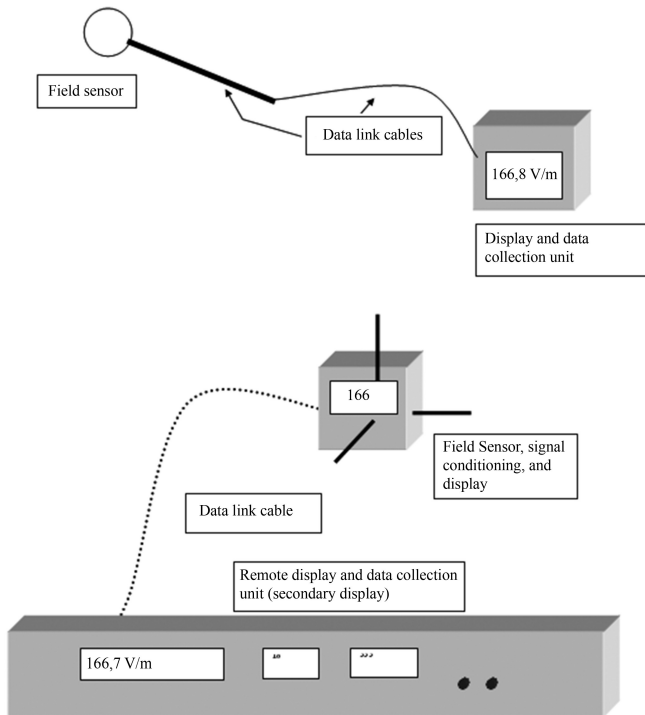 Field sensor
Data link cables
166,8 V/m
Display and data
collection unit
166
Field Sensor, signal
conditioning, and
display
Data link cable
Remote display and data collection
unit (secondary display)
166,7 V/m